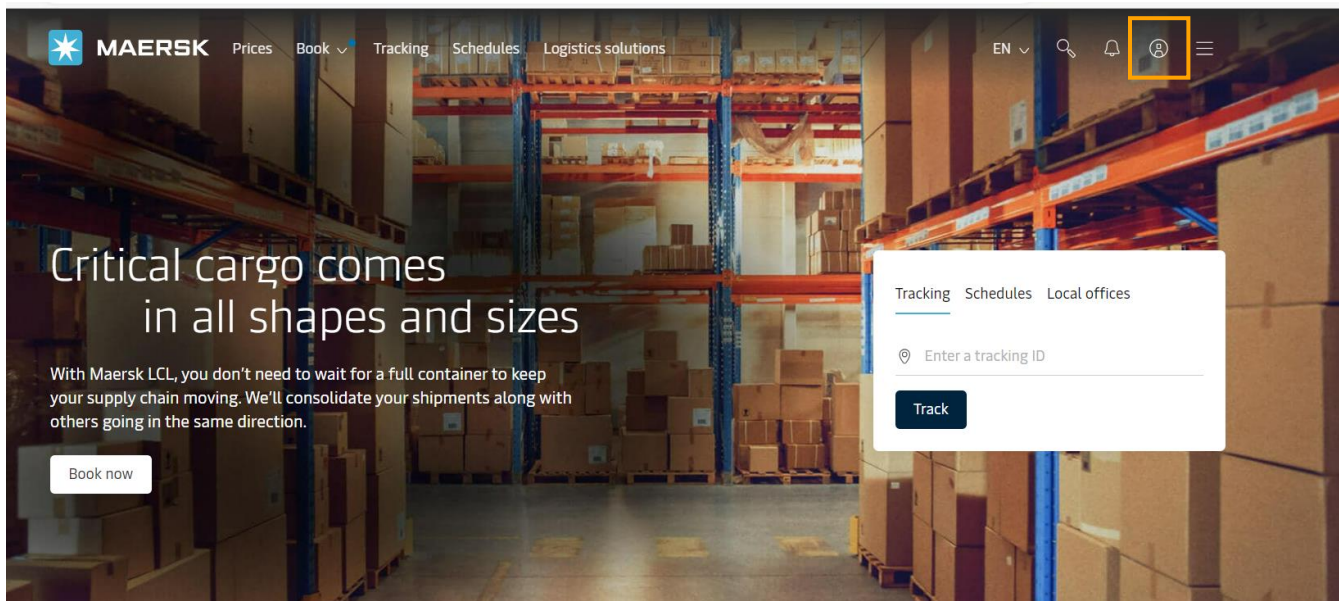 MAERSK Prices Book Tracking Schedules Logistics solutions EN
Critical cargo comes
in all shapes and sizes
With Maersk LCL, you don't need to wait for a full container to keep
your supply chain moving. We'll consolidate your shipments along with
others going in the same direction.
Book now
Tracking Schedules Local offices
Enter a tracking ID
Track